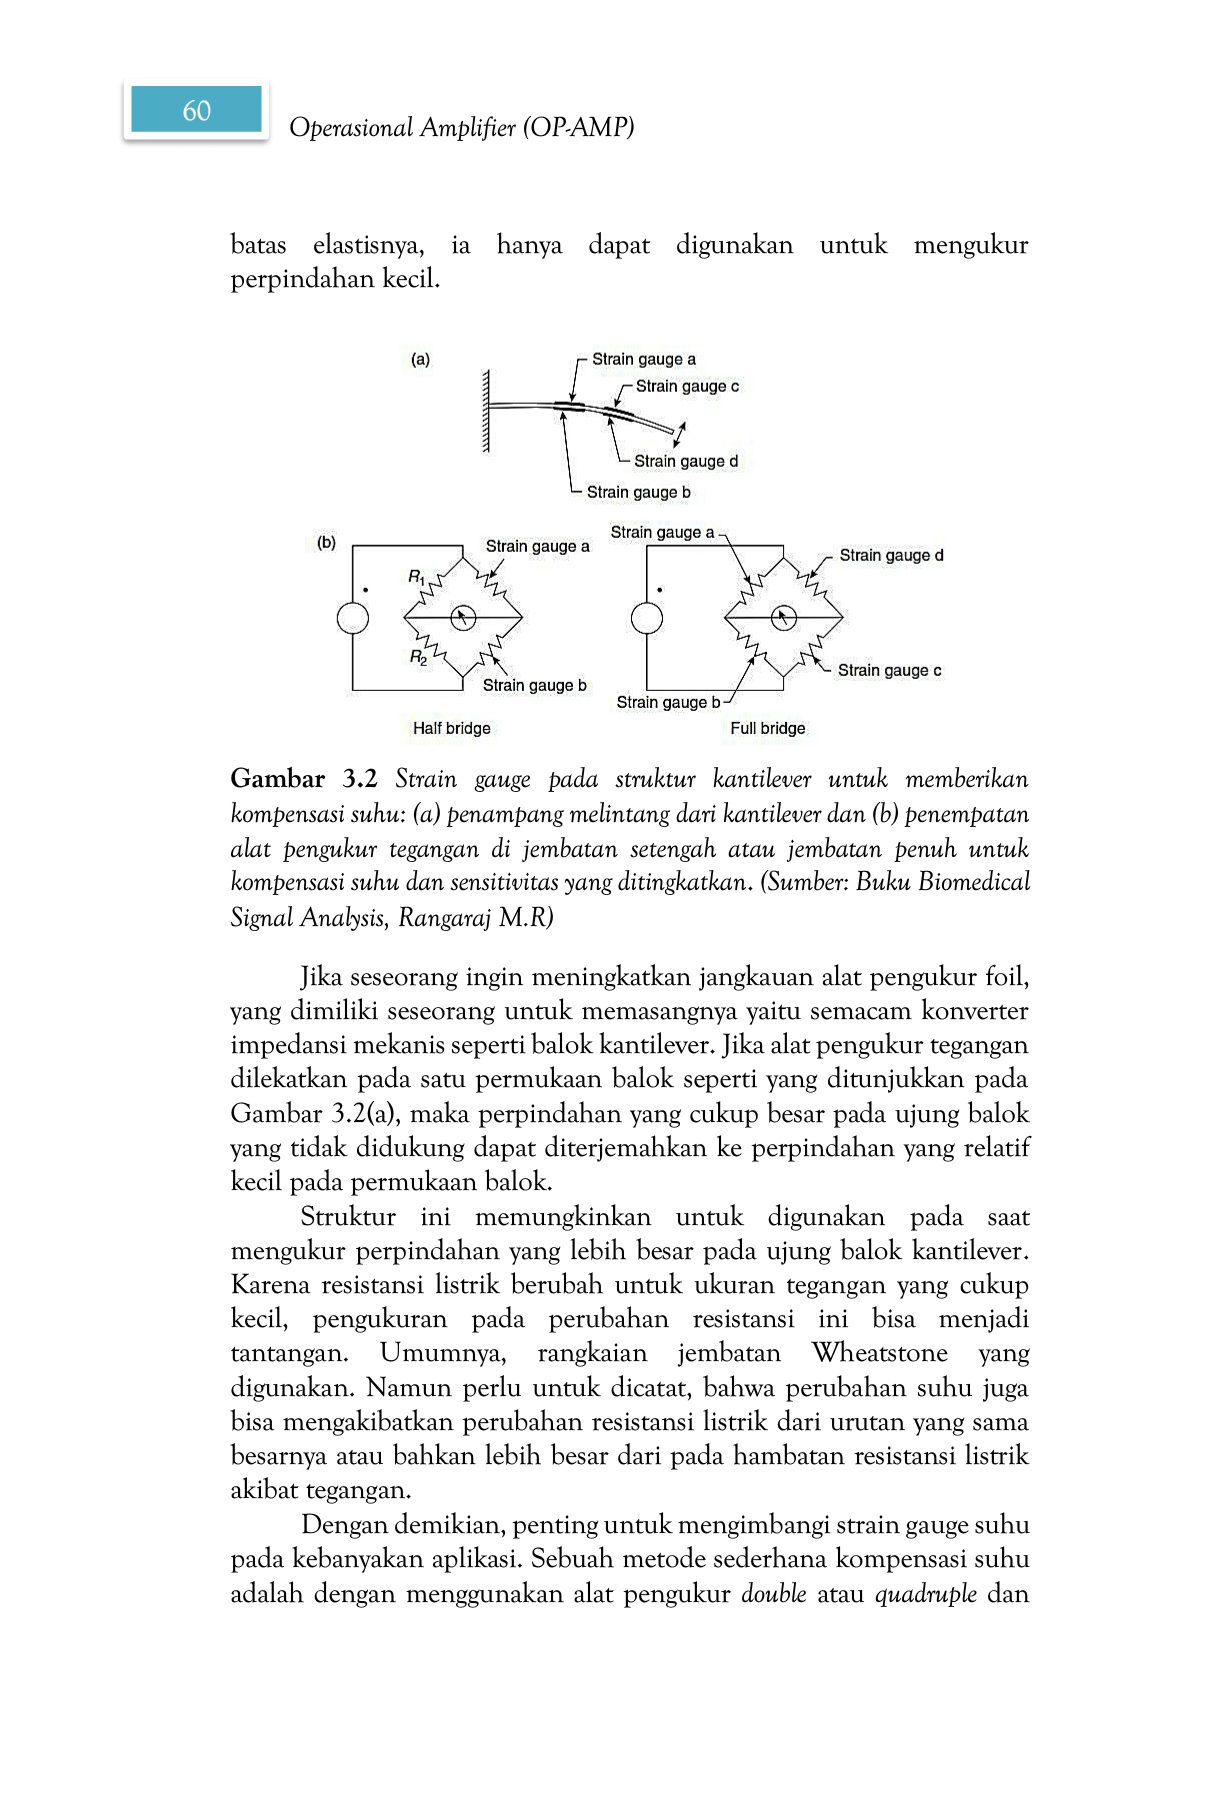 60
Operasional Amplifier (OP-AMP)
batas elastisnya, ia hanya dapat digunakan untuk mengukur
perpindahan kecil.
(a)
Strain gauge a
Strain gauge c
Strain gauge d
Strain gauge b
(b)
Strain gauge a
R1
R2
Strain gauge b
Half bridge
Strain gauge a
Strain gauge d
Strain gauge c
Strain gauge b
Full bridge
Gambar 3.2 Strain gauge pada struktur kantilever untuk memberikan
kompensasi suhu: (a) penampang melintang dari kantilever dan (b) penempatan
alat pengukur tegangan di jembatan setengah atau jembatan penuh untuk
kompensasi suhu dan sensitivitas yang ditingkatkan. (Sumber: Buku Biomedical
Signal Analysis, Rangaraj M.R)
Jika seseorang ingin meningkatkan jangkauan alat pengukur foil,
yang dimiliki seseorang untuk memasangnya yaitu semacam konverter
impedansi mekanis seperti balok kantilever. Jika alat pengukur tegangan
dilekatkan pada satu permukaan balok seperti yang ditunjukkan pada
Gambar 3.2(a), maka perpindahan yang cukup besar pada ujung balok
yang tidak didukung dapat diterjemahkan ke perpindahan yang relatif
kecil pada permukaan balok.
Struktur ini memungkinkan untuk digunakan pada saat
mengukur perpindahan yang lebih besar pada ujung balok kantilever.
Karena resistansi listrik berubah untuk ukuran tegangan yang cukup
kecil, pengukuran pada perubahan resistansi ini bisa menjadi
tantangan. Umumnya, rangkaian jembatan Wheatstone yang
digunakan. Namun perlu untuk dicatat, bahwa perubahan suhu juga
bisa mengakibatkan perubahan resistansi listrik dari urutan yang sama
besarnya atau bahkan lebih besar dari pada hambatan resistansi listrik
akibat tegangan.
Dengan demikian, penting untuk mengimbangi strain gauge suhu
pada kebanyakan aplikasi. Sebuah metode sederhana kompensasi suhu
adalah dengan menggunakan alat pengukur double atau quadruple dan